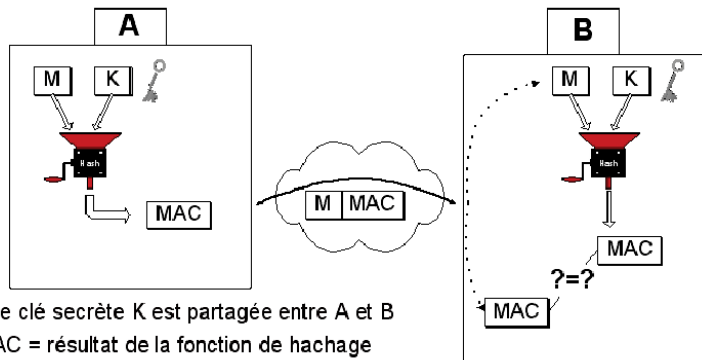 A
B
M K
M K
Hash
Hash
MAC
M MAC
MAC
?=?
MAC
e clé secrète K est partagée entre A et B
AC = résultat de la fonction de hachage